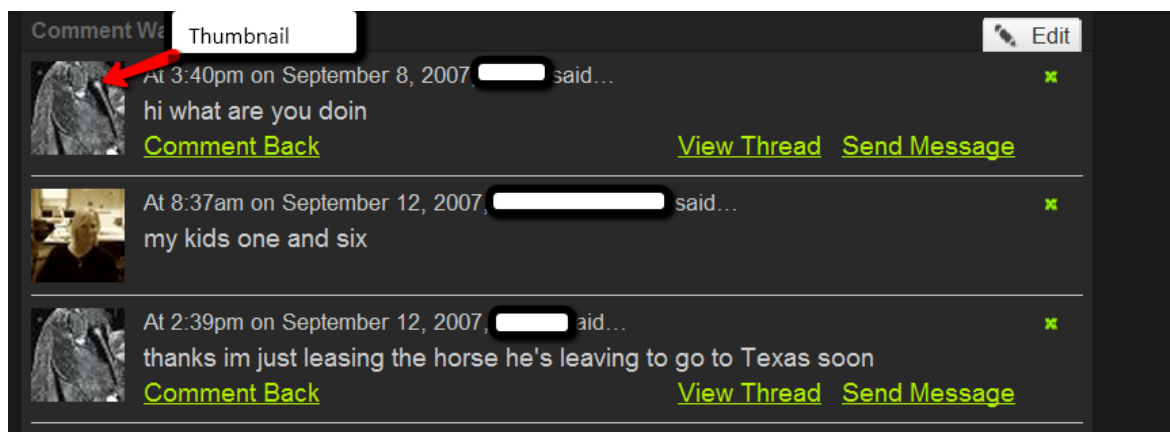 Comment Wa
Thumbnail
Edit
At 3:40pm on September 8, 2007, said…
hi what are you doin
Comment Back View Thread Send Message
At 8:37am on September 12, 2007, said…
my kids one and six
At 2:39pm on September 12, 2007, aid…
thanks im just leasing the horse he's leaving to go to Texas soon
Comment Back View Thread Send Message